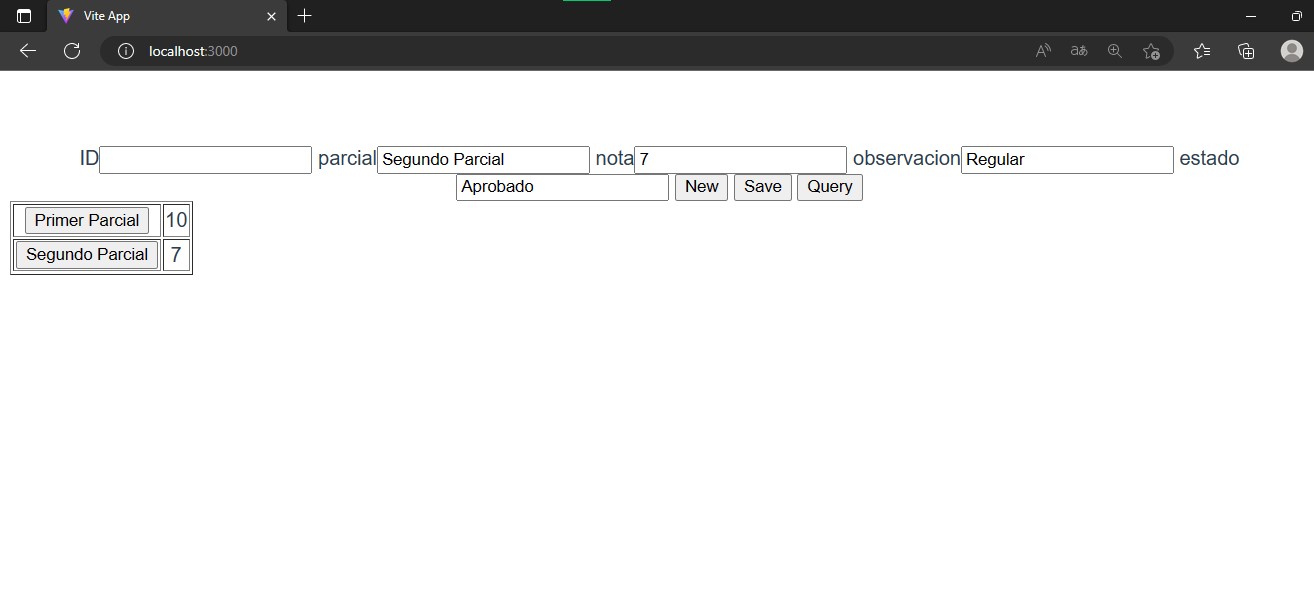 Vite App
localhost:3000
ID parcial Segundo Parcial nota 7 observacion Regular estado
Aprobado New Save Query
Primer Parcial 10
Segundo Parcial 7